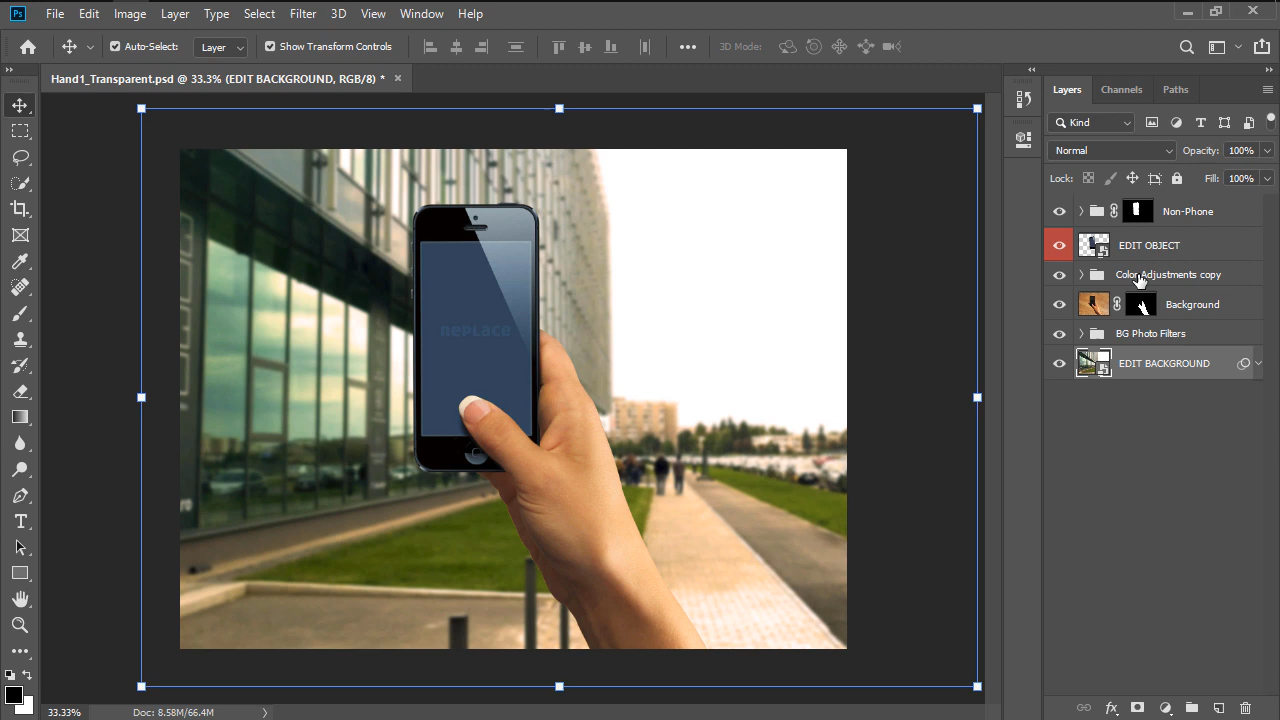 Ps File Edit Image Layer Type Select Filter 3D View Window Help
Auto-Select: Layer Show Transform Controls 3D Mode:
Hand1_Transparent.psd @ 33.3% (EDIT BACKGROUND, RGB/8) *
Layers Channels Paths
Kind
Normal Opacity: 100%
Lock: Fill: 100%
Non-Phone
EDIT OBJECT
Color Adjustments copy
Background
BG Photo Filters
EDIT BACKGROUND
33.33% Doc: 8.58M/66.4M